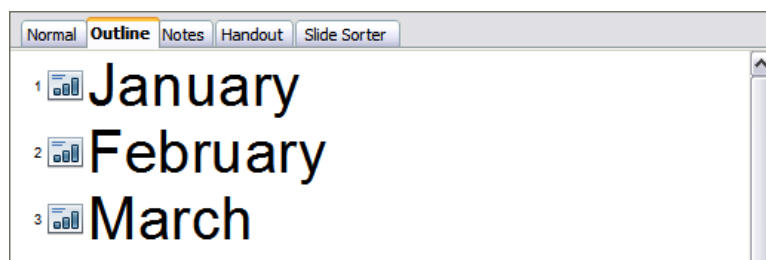 Normal Outline Notes Handout Slide Sorter
1 January
2 February
3 March